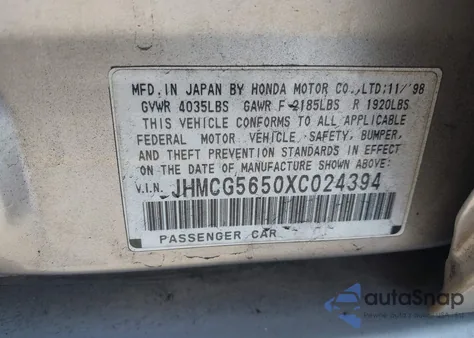 MFD. IN JAPAN BY HONDA MOTOR CO.,LTD:11/'98
GVWR 4035LBS GAWR F 2185LBS R 1920LBS
THIS VEHICLE CONFORMS TO ALL APPLICABLE
FEDERAL MOTOR VEHICLE SAFETY, BUMPER,
AND THEFT PREVENTION STANDARDS IN EFFECT
ON THE DATE OF MANUFACTURE SHOWN ABOVE:
V.I.N. JHMCG5650XC024394
PASSENGER CAR
autoSnap